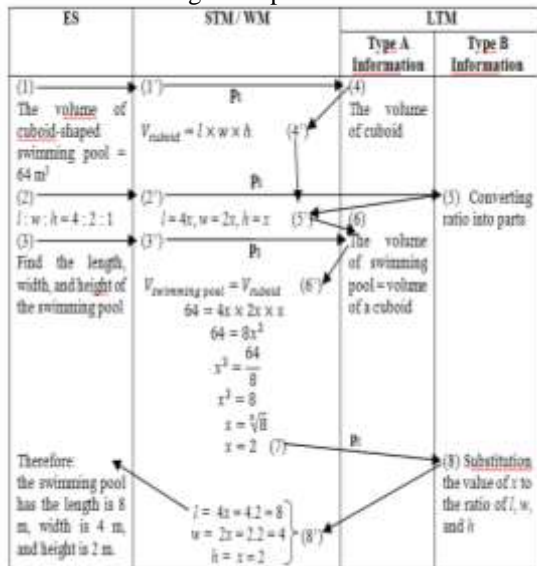 ES
STM / WM
LTM
Type A
Information
Type B
Information
(1)
The volume of
cuboid-shaped
swimming pool =
64 m³
(1')
P₁
V_cuboid = l × w × h (4')
(4)
The volume
of cuboid
(2)
l : w : h = 4 : 2 : 1
(2')
P₁
l = 4x, w = 2x, h = x (5')
(5) Converting
ratio into parts
(3)
Find the length,
width, and height of
the swimming pool
(3')
P₁
(6)
The volume
of swimming
pool = volume
of a cuboid
V_swimming pool = V_cuboid (6')
64 = 4x × 2x × x
64 = 8x³
x³ = 64/8
x³ = 8
x = ∛8
x = 2 (7)
(8) Substitution
the value of x to
the ratio of l, w,
and h
l = 4x = 4.2 = 8
w = 2x = 2.2 = 4
h = x = 2
(8')
Therefore
the swimming pool
has the length is 8
m, width is 4 m,
and height is 2 m.